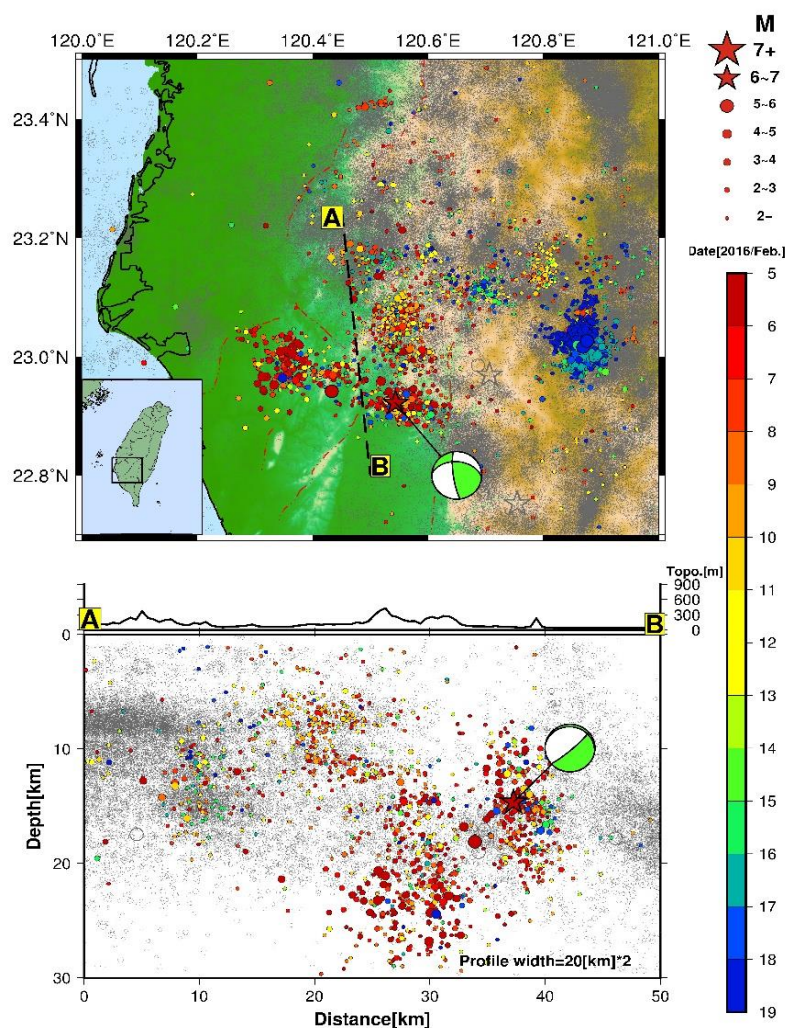 120.0°E 120.2°E 120.4°E 120.6°E 120.8°E 121.0°E
M
7+
6~7
5~6
4~5
3~4
2~3
2−
23.4°N
23.2°N
23.0°N
22.8°N
A
B
Date[2016/Feb.]
5
6
7
8
9
10
11
12
13
14
15
16
17
18
19
Topo.[m]
900
600
300
0
A
B
0
10
20
30
Depth[km]
Profile width=20[km]*2
0 10 20 30 40 50
Distance[km]